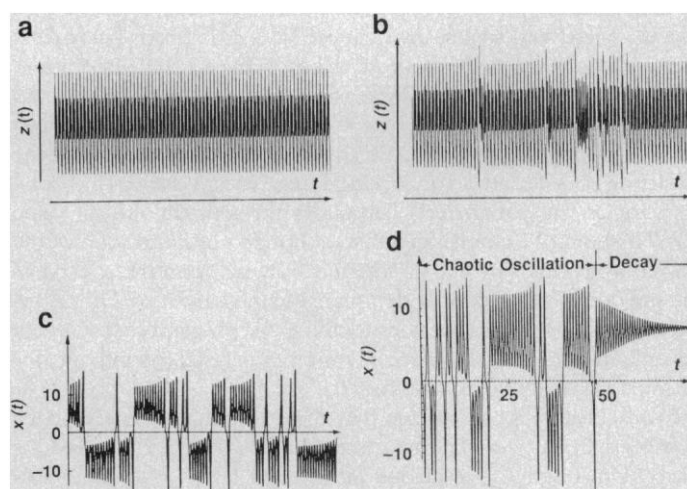 a
z (t)
t
b
z (t)
t
c
x (t)
10
0
−10
t
d
Chaotic Oscillation
Decay
x (t)
10
0
−10
25
50
t